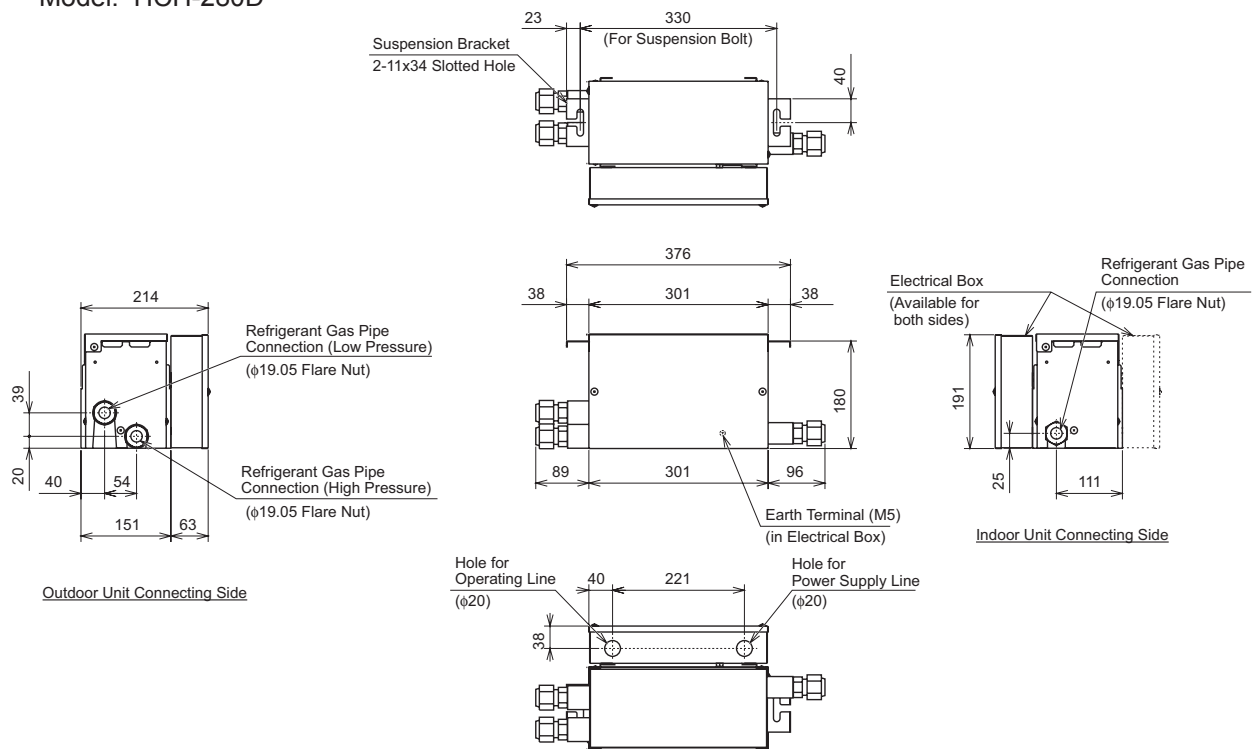 23
330
(For Suspension Bolt)
Suspension Bracket
2-11x34 Slotted Hole
40
376
38
301
38
180
89
301
96
Earth Terminal (M5)
(in Electrical Box)
214
Refrigerant Gas Pipe
Connection (Low Pressure)
(φ19.05 Flare Nut)
39
20
40
54
Refrigerant Gas Pipe
Connection (High Pressure)
(φ19.05 Flare Nut)
151
63
Outdoor Unit Connecting Side
Electrical Box
(Available for
both sides)
Refrigerant Gas Pipe
Connection
(φ19.05 Flare Nut)
191
25
111
Indoor Unit Connecting Side
Hole for
Operating Line
(φ20)
40
221
Hole for
Power Supply Line
(φ20)
38